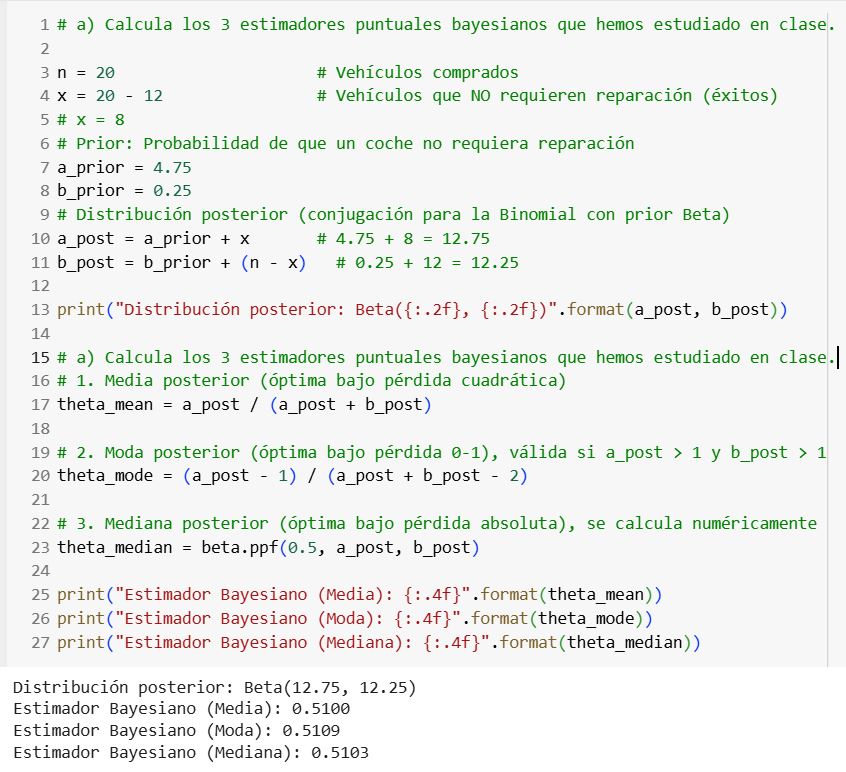 1 # a) Calcula los 3 estimadores puntuales bayesianos que hemos estudiado en clase.
2
3 n = 20                     # Vehículos comprados
4 x = 20 - 12                # Vehículos que NO requieren reparación (éxitos)
5 # x = 8
6 # Prior: Probabilidad de que un coche no requiera reparación
7 a_prior = 4.75
8 b_prior = 0.25
9 # Distribución posterior (conjugación para la Binomial con prior Beta)
10 a_post = a_prior + x       # 4.75 + 8 = 12.75
11 b_post = b_prior + (n - x)   # 0.25 + 12 = 12.25
12
13 print("Distribución posterior: Beta({:.2f}, {:.2f})".format(a_post, b_post))
14
15 # a) Calcula los 3 estimadores puntuales bayesianos que hemos estudiado en clase.
16 # 1. Media posterior (óptima bajo pérdida cuadrática)
17 theta_mean = a_post / (a_post + b_post)
18
19 # 2. Moda posterior (óptima bajo pérdida 0-1), válida si a_post > 1 y b_post > 1
20 theta_mode = (a_post - 1) / (a_post + b_post - 2)
21
22 # 3. Mediana posterior (óptima bajo pérdida absoluta), se calcula numéricamente
23 theta_median = beta.ppf(0.5, a_post, b_post)
24
25 print("Estimador Bayesiano (Media): {:.4f}".format(theta_mean))
26 print("Estimador Bayesiano (Moda): {:.4f}".format(theta_mode))
27 print("Estimador Bayesiano (Mediana): {:.4f}".format(theta_median))
Distribución posterior: Beta(12.75, 12.25)
Estimador Bayesiano (Media): 0.5100
Estimador Bayesiano (Moda): 0.5109
Estimador Bayesiano (Mediana): 0.5103